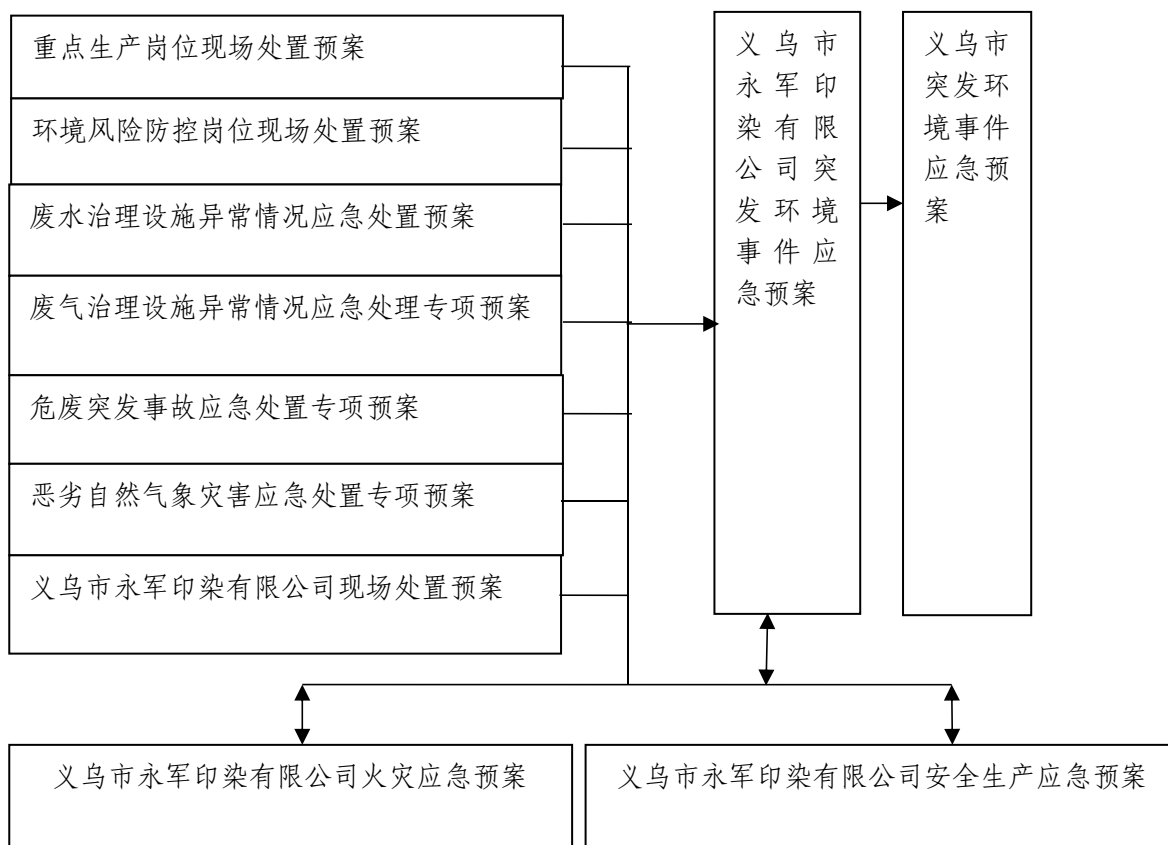 重点生产岗位现场处置预案
环境风险防控岗位现场处置预案
废水治理设施异常情况应急处置预案
废气治理设施异常情况应急处理专项预案
危废突发事故应急处置专项预案
恶劣自然气象灾害应急处置专项预案
义乌市永军印染有限公司现场处置预案
义乌市
永军印
染有限
公司突
发环境
事件应
急预案
义乌市
突发环
境事件
应急预
案
义乌市永军印染有限公司火灾应急预案
义乌市永军印染有限公司安全生产应急预案